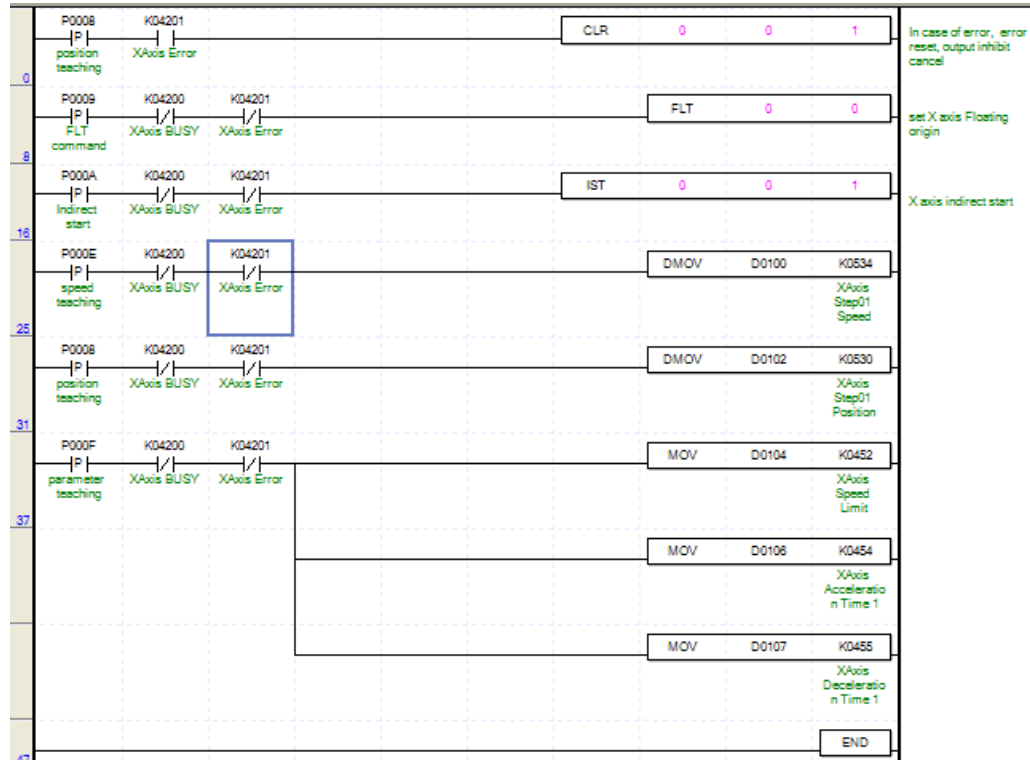 P0008 K04201
P CLR 0 0 1
position teaching XAxis Error
In case of error, error
reset, output inhibit
cancel
0
P0009 K04200 K04201
P FLT 0 0
FLT command XAxis BUSY XAxis Error
set X axis Floating
origin
8
P000A K04200 K04201
P IST 0 0 1
Indirect start XAxis BUSY XAxis Error
X axis indirect start
16
P000E K04200 K04201
P DMOV D0100 K0534
speed teaching XAxis BUSY XAxis Error
XAxis
Step01
Speed
25
P0008 K04200 K04201
P DMOV D0102 K0530
position teaching XAxis BUSY XAxis Error
XAxis
Step01
Position
31
P000F K04200 K04201
P MOV D0104 K0452
parameter teaching XAxis BUSY XAxis Error
XAxis
Speed
Limit
37
MOV D0106 K0454
XAxis
Acceleratio
n Time 1
MOV D0107 K0455
XAxis
Deceleratio
n Time 1
END
47